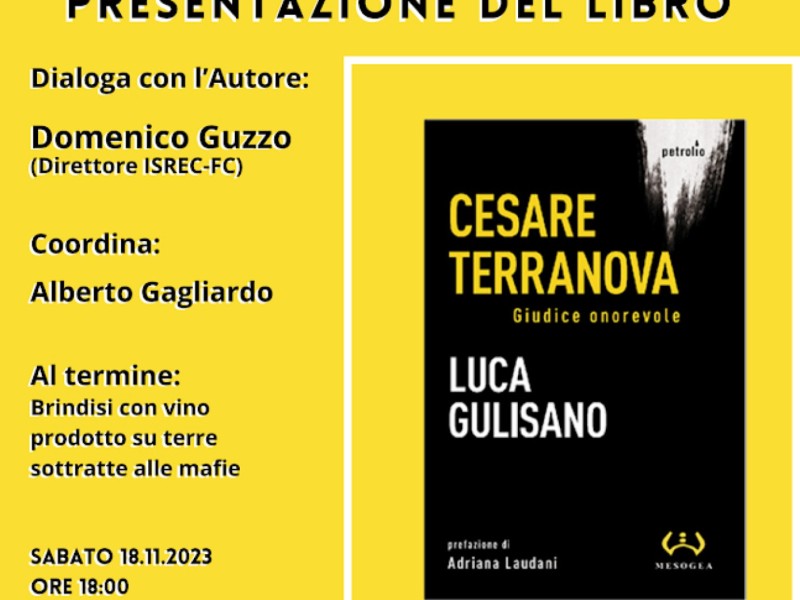 PRESENTAZIONE DEL LIBRO
Dialoga con l'Autore:
Domenico Guzzo
(Direttore ISREC-FC)
Coordina:
Alberto Gagliardo
Al termine:
Brindisi con vino
prodotto su terre
sottratte alle mafie
SABATO 18.11.2023
ORE 18:00
petrolio
CESARE
TERRANOVA
Giudice onorevole
LUCA
GULISANO
prefazione di
Adriana Laudani
MESOGEA